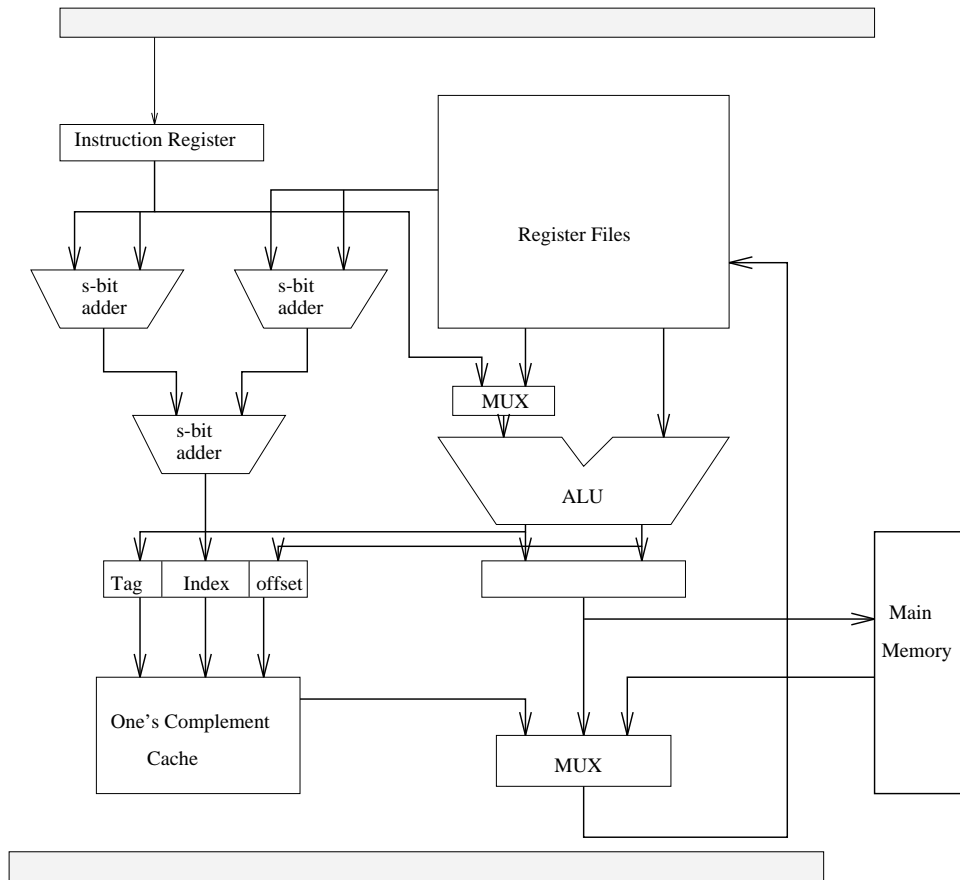 Instruction Register
Register Files
s-bit
adder
s-bit
adder
MUX
s-bit
adder
ALU
Tag
Index
offset
Main
Memory
One's Complement
Cache
MUX